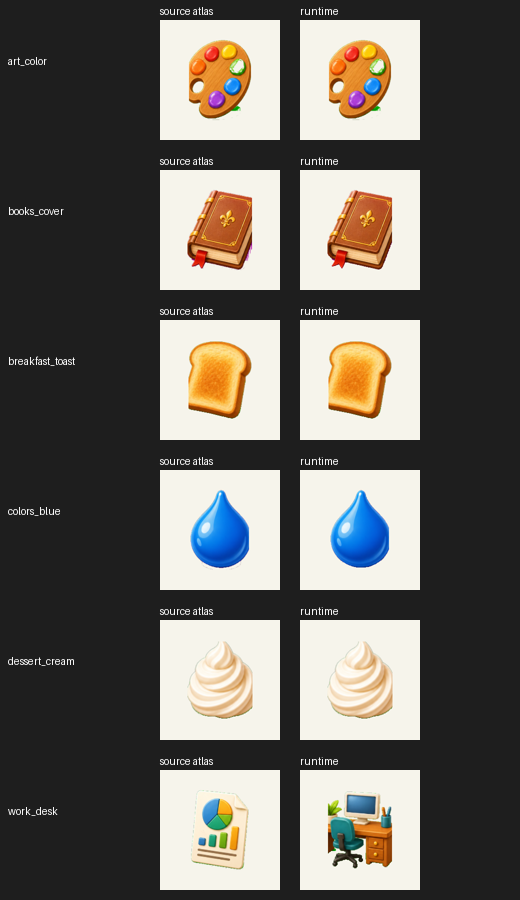 source atlas runtime
art_color
source atlas runtime
books_cover
source atlas runtime
breakfast_toast
source atlas runtime
colors_blue
source atlas runtime
dessert_cream
source atlas runtime
work_desk